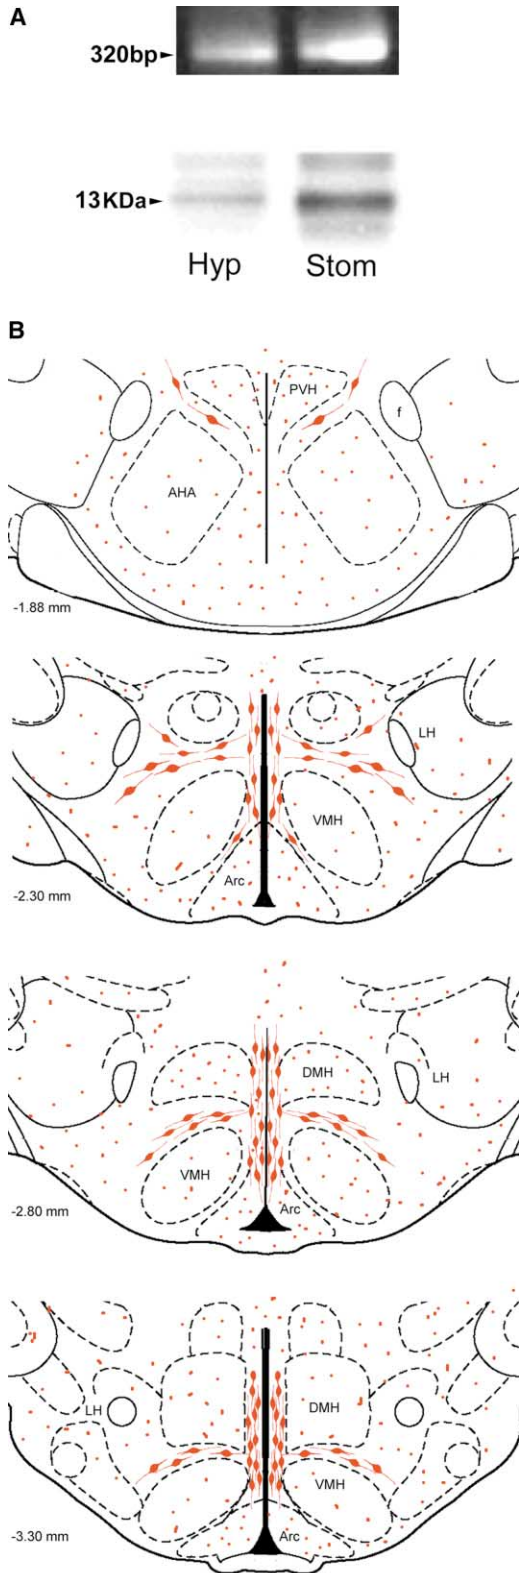 A
320bp
13KDa
Hyp Stom
B
PVH
f
AHA
-1.88 mm
LH
VMH
Arc
-2.30 mm
DMH
LH
VMH
Arc
-2.80 mm
LH DMH
VMH
-3.30 mm
Arc